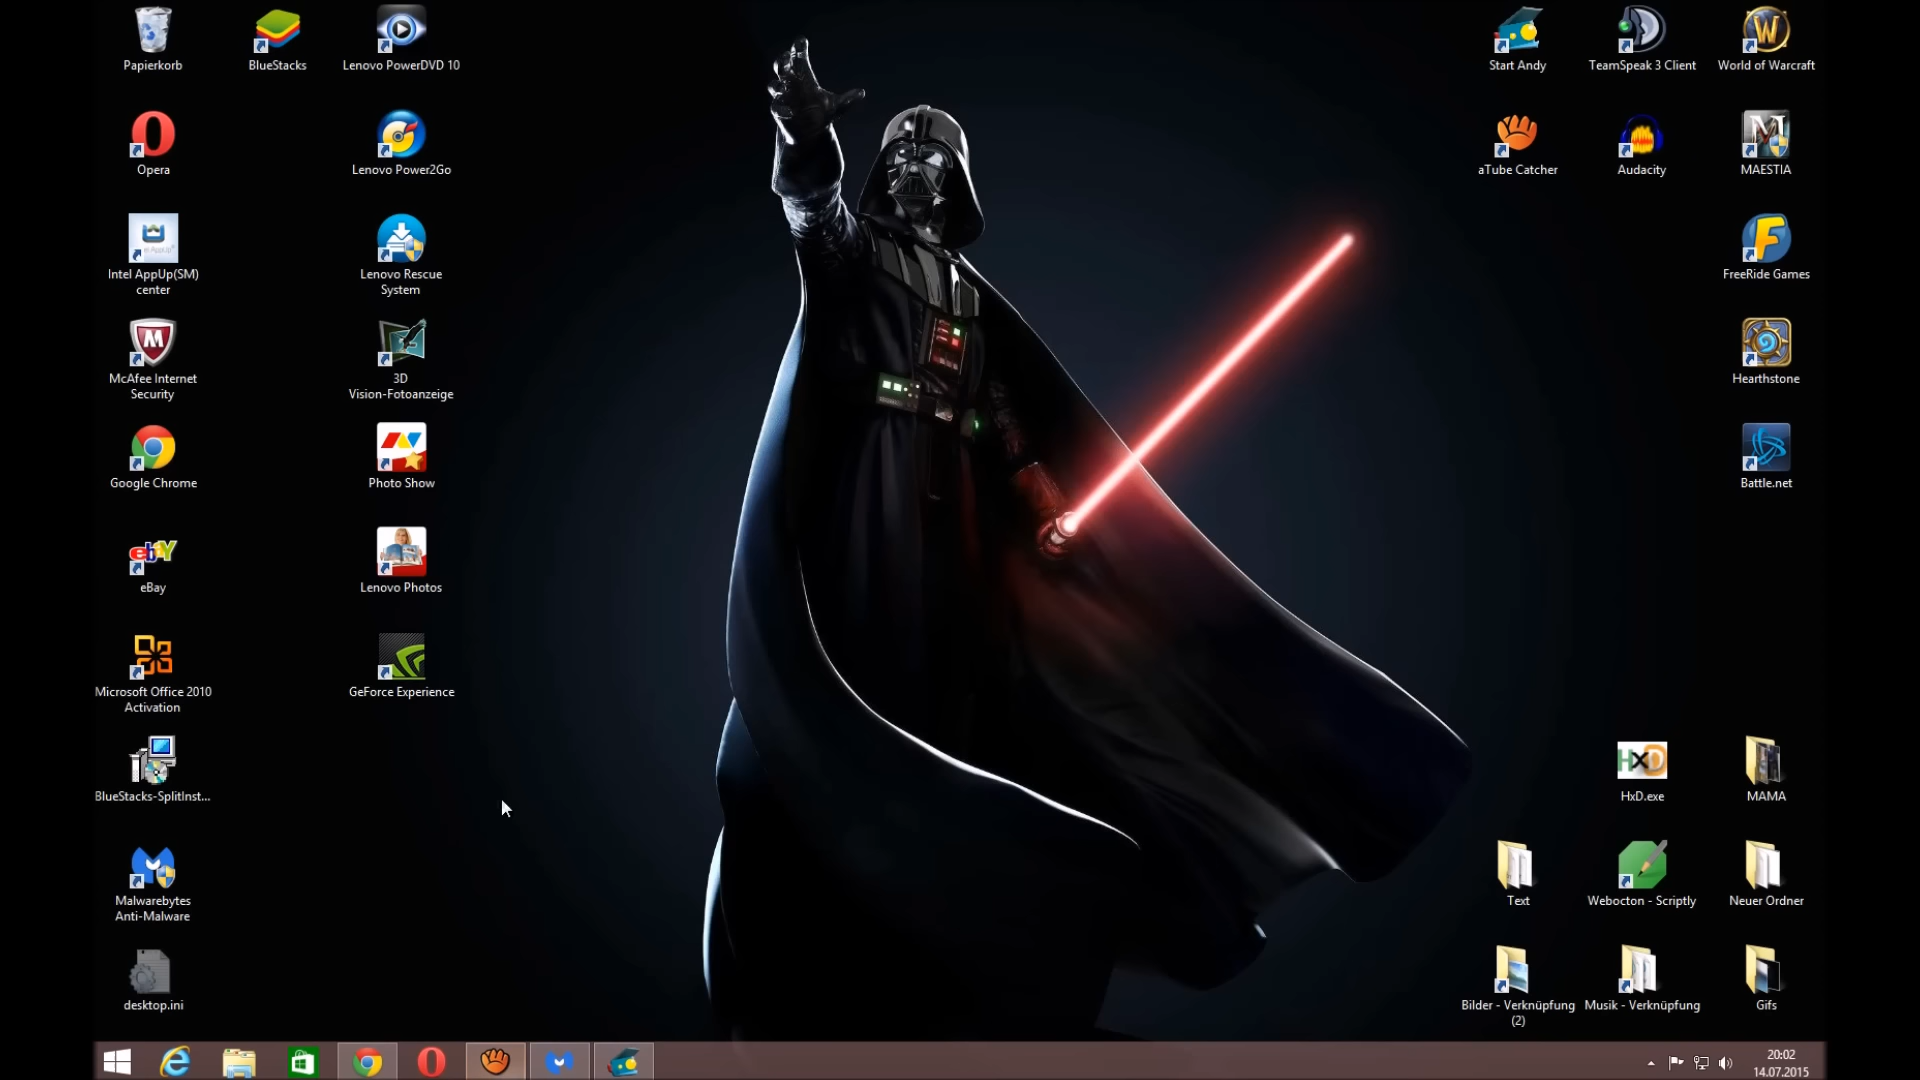 Papierkorb
BlueStacks
Lenovo PowerDVD 10
Start Andy
TeamSpeak 3 Client
World of Warcraft
Opera
Lenovo Power2Go
aTube Catcher
Audacity
MAESTIA
Intel AppUp(SM)
center
Lenovo Rescue
System
FreeRide Games
McAfee Internet
Security
3D
Vision-Fotoanzeige
Hearthstone
Google Chrome
Photo Show
Battle.net
ebay
eBay
Lenovo Photos
Microsoft Office 2010
Activation
GeForce Experience
BlueStacks-SplitInst...
HxD
HxD.exe
MAMA
Malwarebytes
Anti-Malware
Text
Webocton - Scriptly
Neuer Ordner
desktop.ini
Bilder - Verknüpfung
(2)
Musik - Verknüpfung
Gifs
20:02
14.07.2015